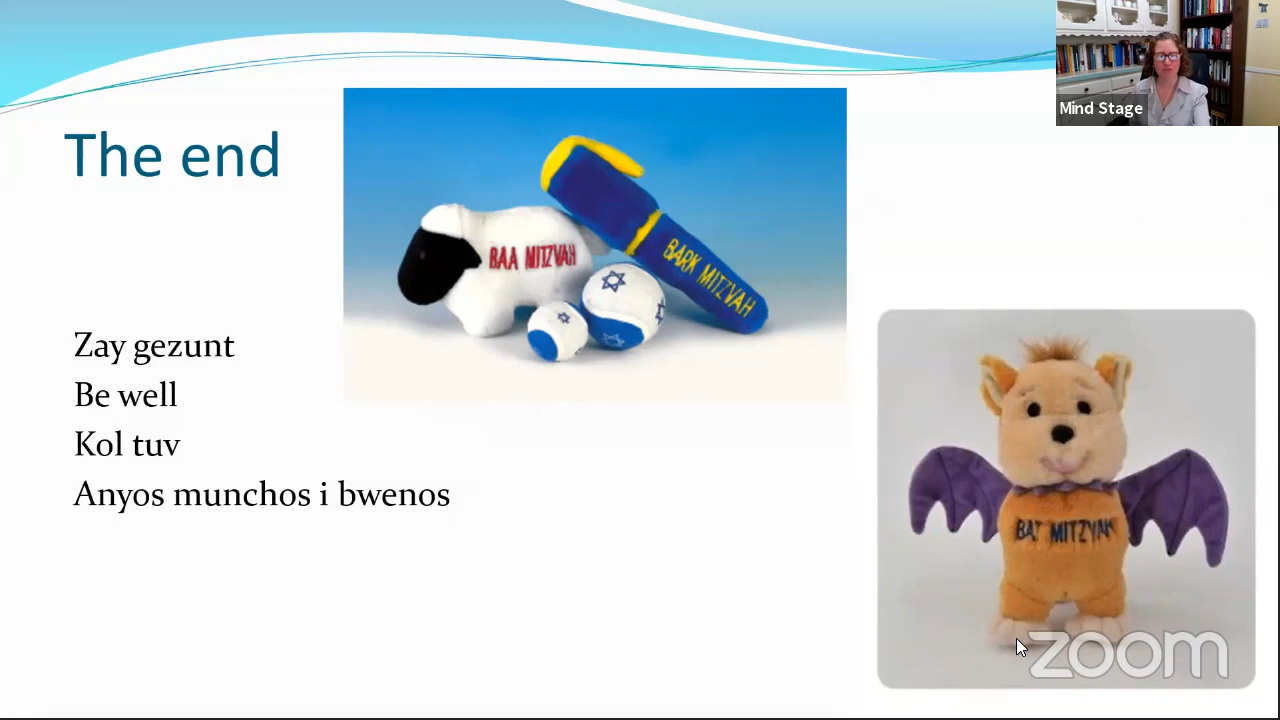 Mind Stage
The end
BAA MITZVAH
BARK MITZVAH
Zay gezunt
Be well
Kol tuv
Anyos munchos i bwenos
BAT MITZVAH
zoom